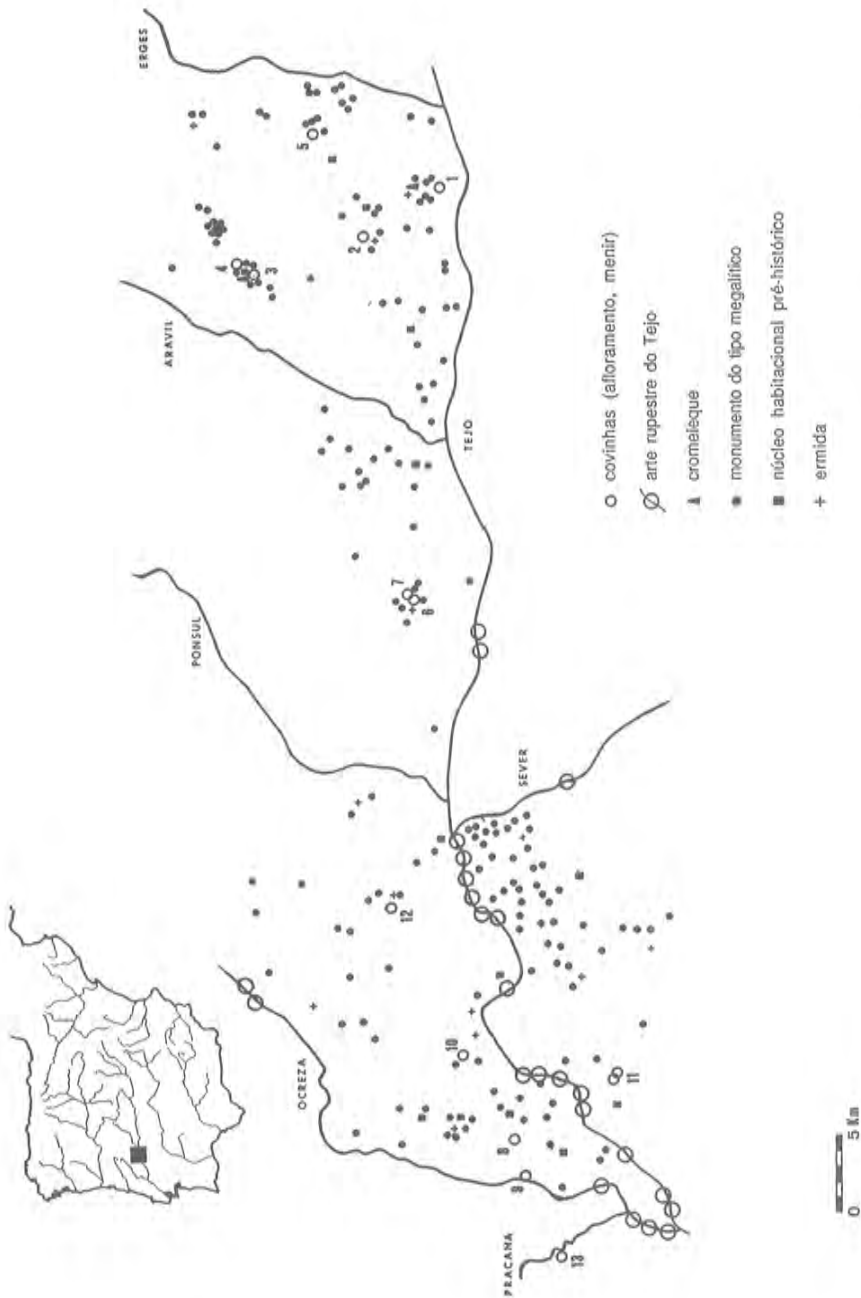 ERGES
ARAVIL
PONSUL
TEJO
SEVER
OCREZA
PRACANA
1
2
3
4
5
6
7
8
9
10
11
12
13
covinhas (afloramento, menir)
arte rupestre do Tejo
cromeleque
monumento do tipo megalítico
núcleo habitacional pré-histórico
ermida
0 5 Km